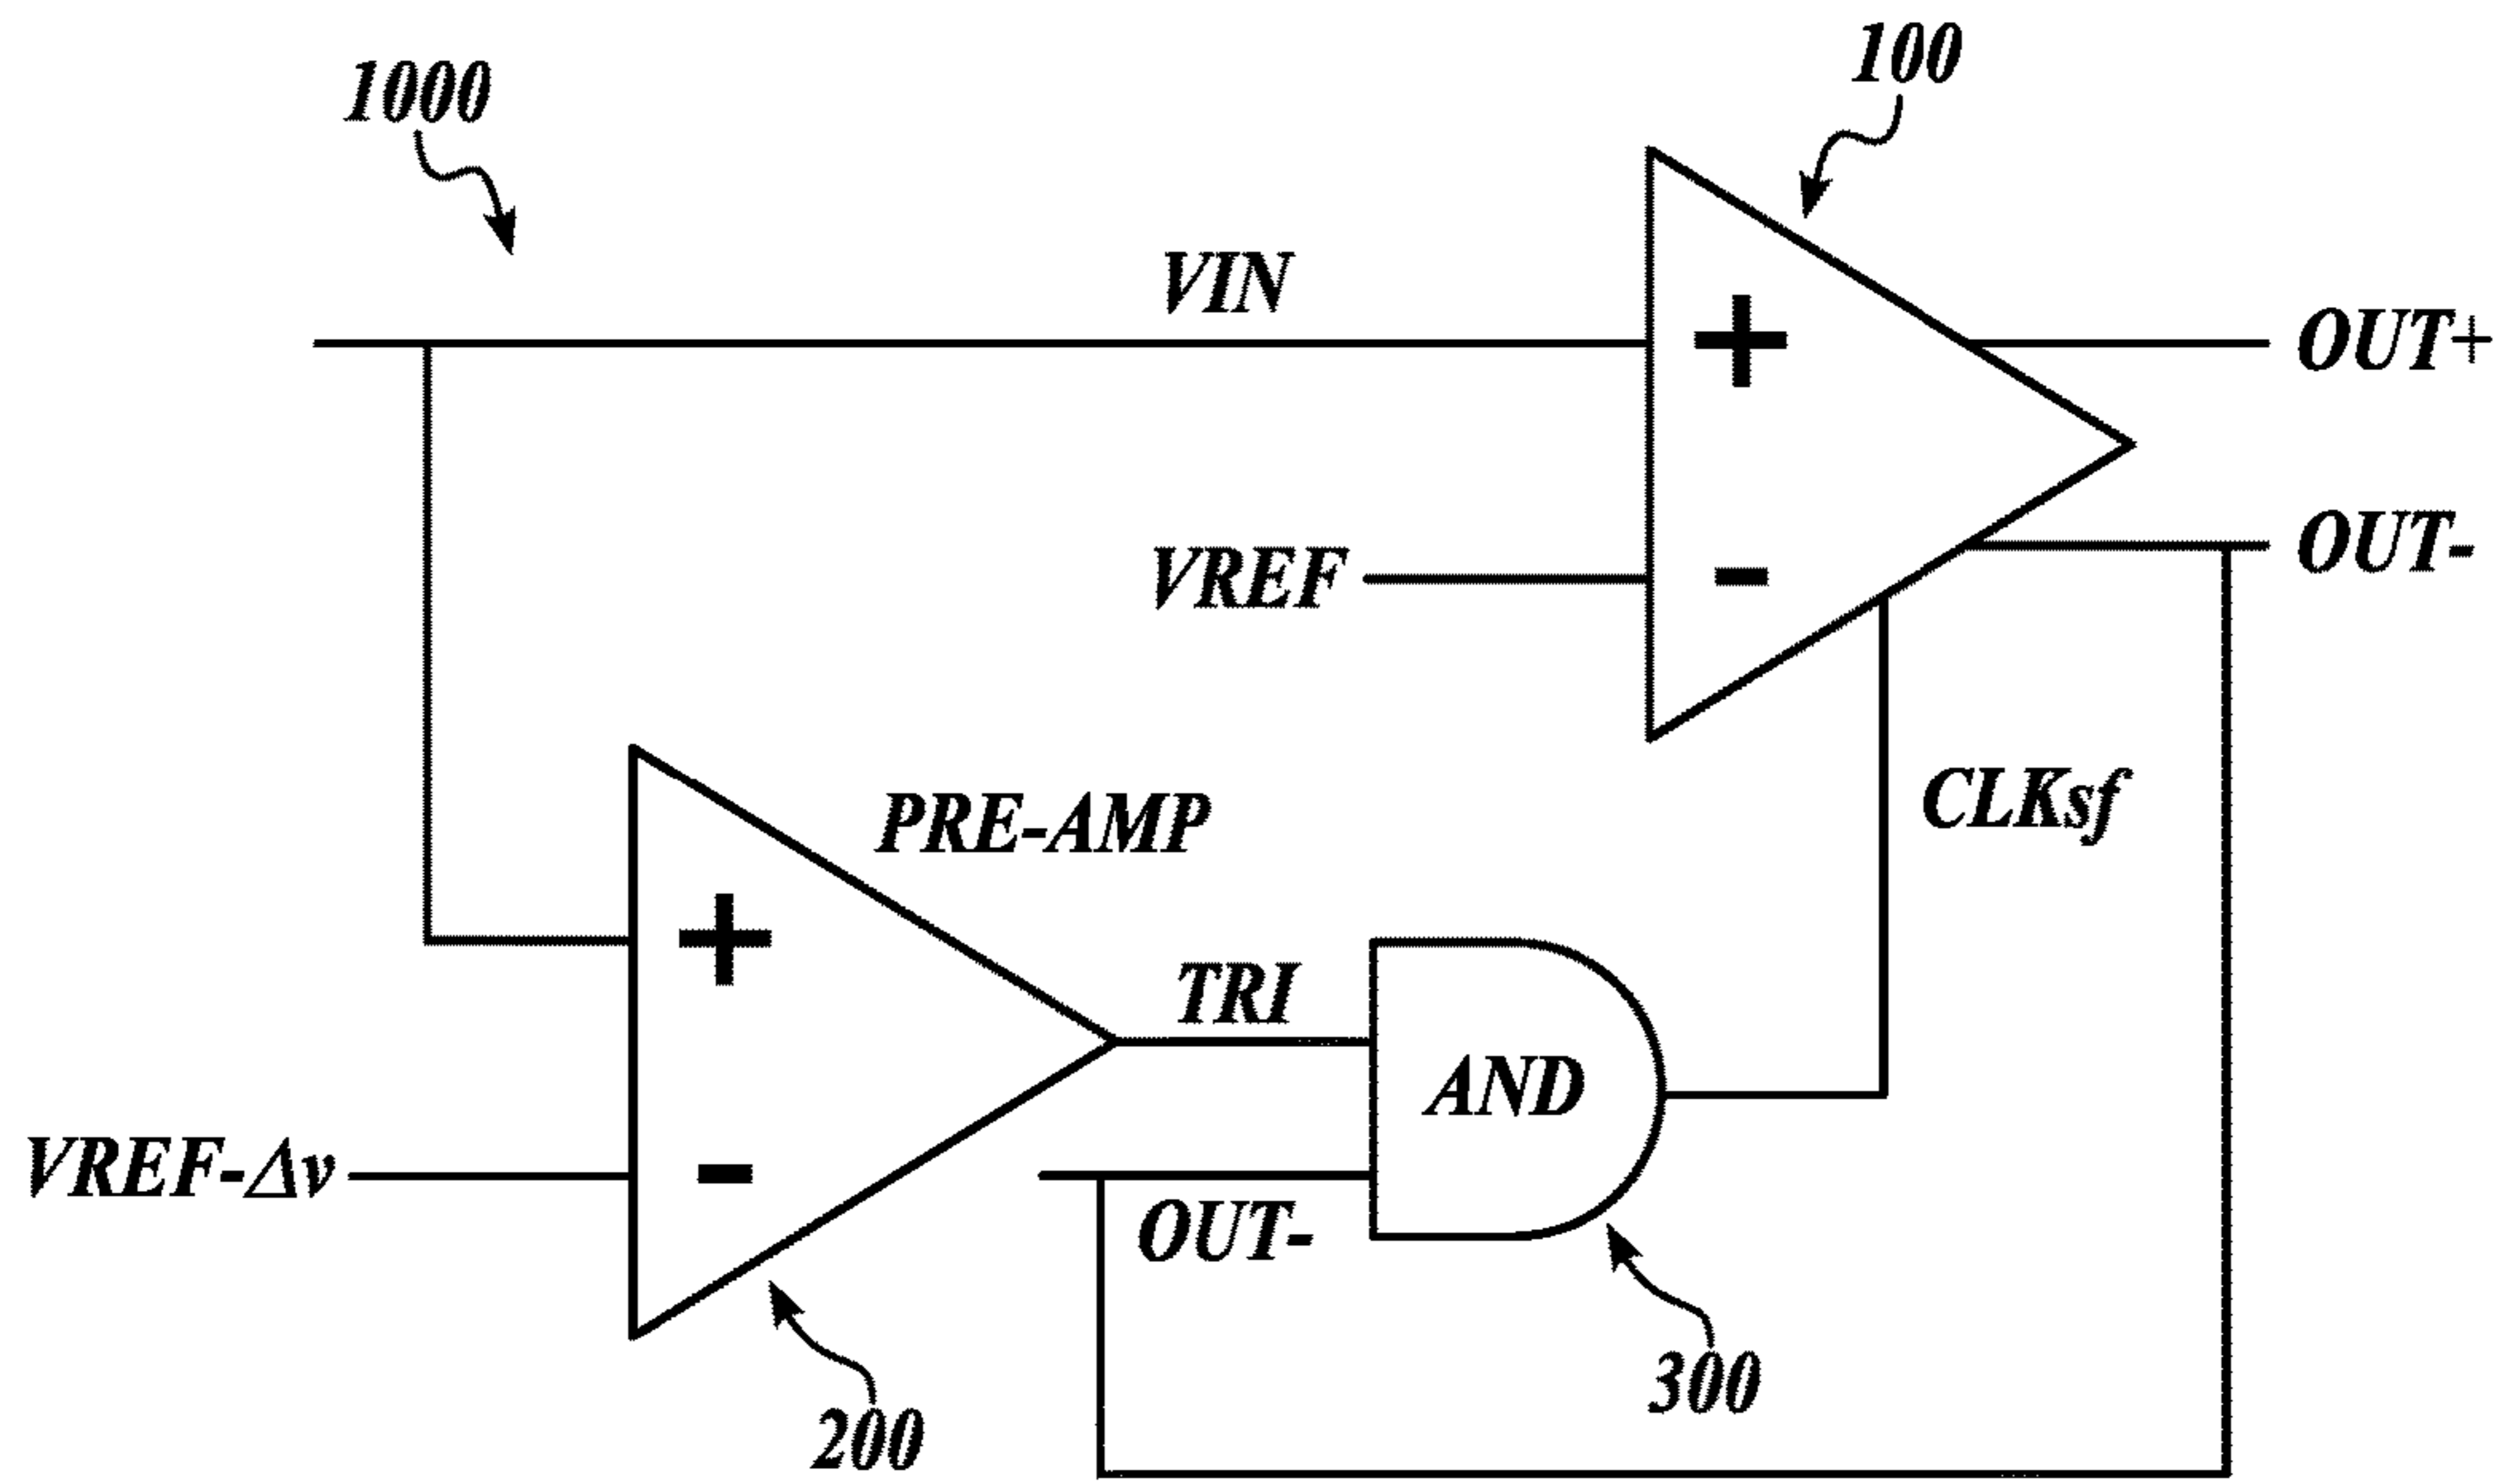 1000
100
VIN
+
OUT+
VREF
-
OUT-
PRE-AMP
CLKsf
+
TRI
AND
VREF-Δv
-
OUT-
200
300